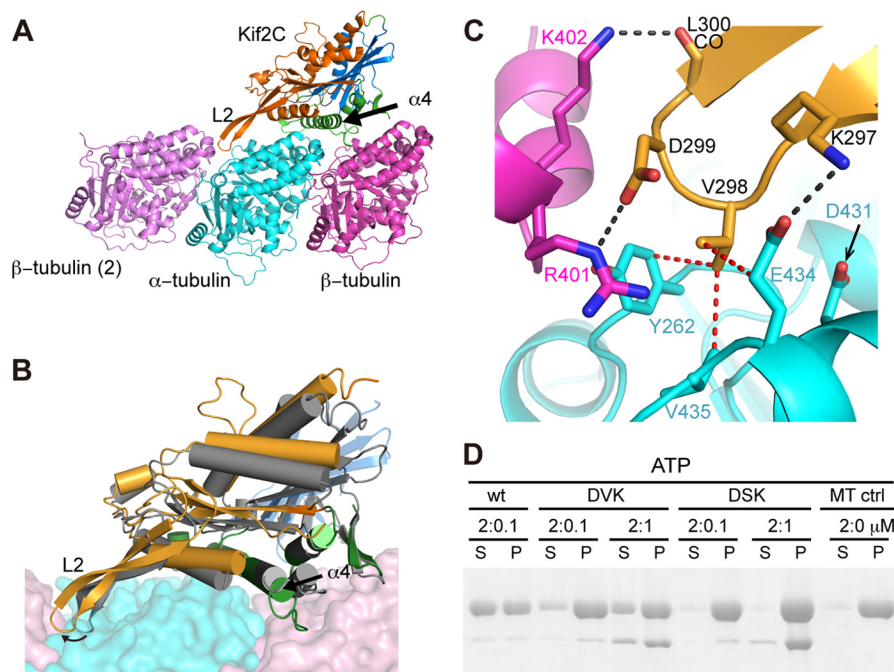 A
Kif2C
α4
L2
β−tubulin (2)
α−tubulin
β−tubulin
B
L2
α4
C
K402
L300
CO
K297
D299
V298
D431
R401
E434
Y262
V435
D
ATP
wt DVK DSK MT ctrl
2:0.1 2:0.1 2:1 2:0.1 2:1 2:0 μM
S P S P S P S P S P S P